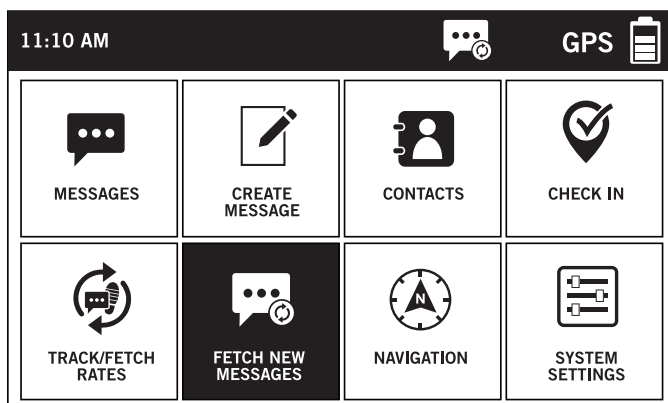 11:10 AM
GPS
MESSAGES
CREATE
MESSAGE
CONTACTS
CHECK IN
TRACK/FETCH
RATES
FETCH NEW
MESSAGES
N
NAVIGATION
SYSTEM
SETTINGS